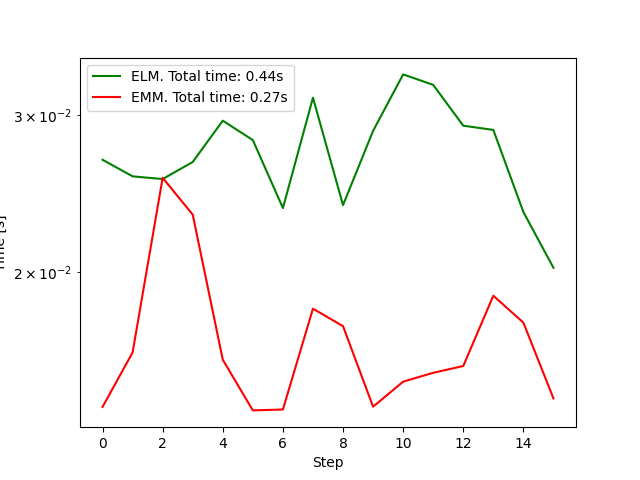 ELM. Total time: 0.44s
EMM. Total time: 0.27s
3 × 10⁻²
2 × 10⁻²
Time [s]
0 2 4 6 8 10 12 14
Step